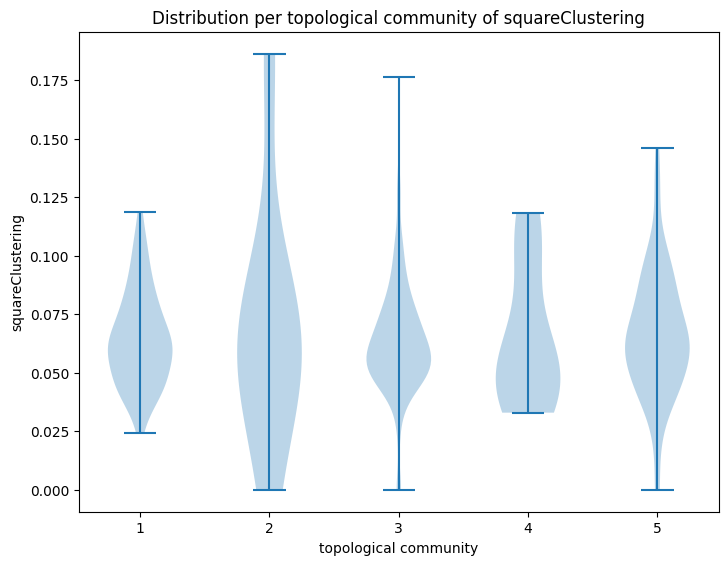 Distribution per topological community of squareClustering
squareClustering
0.175
0.150
0.125
0.100
0.075
0.050
0.025
0.000
1 2 3 4 5
topological community